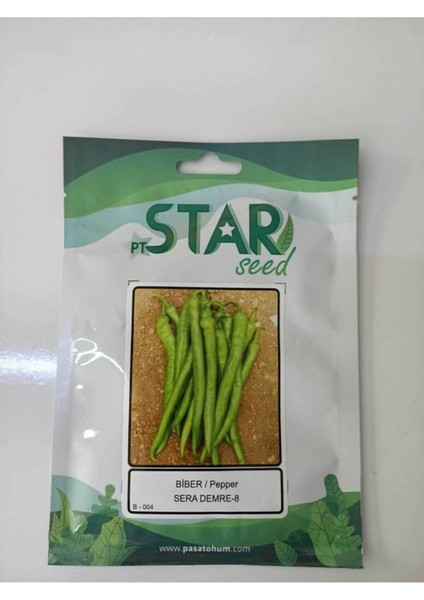 PT STAR
seed
BİBER / Pepper
SERA DEMRE-8
B - 004
www.pasatohum.com